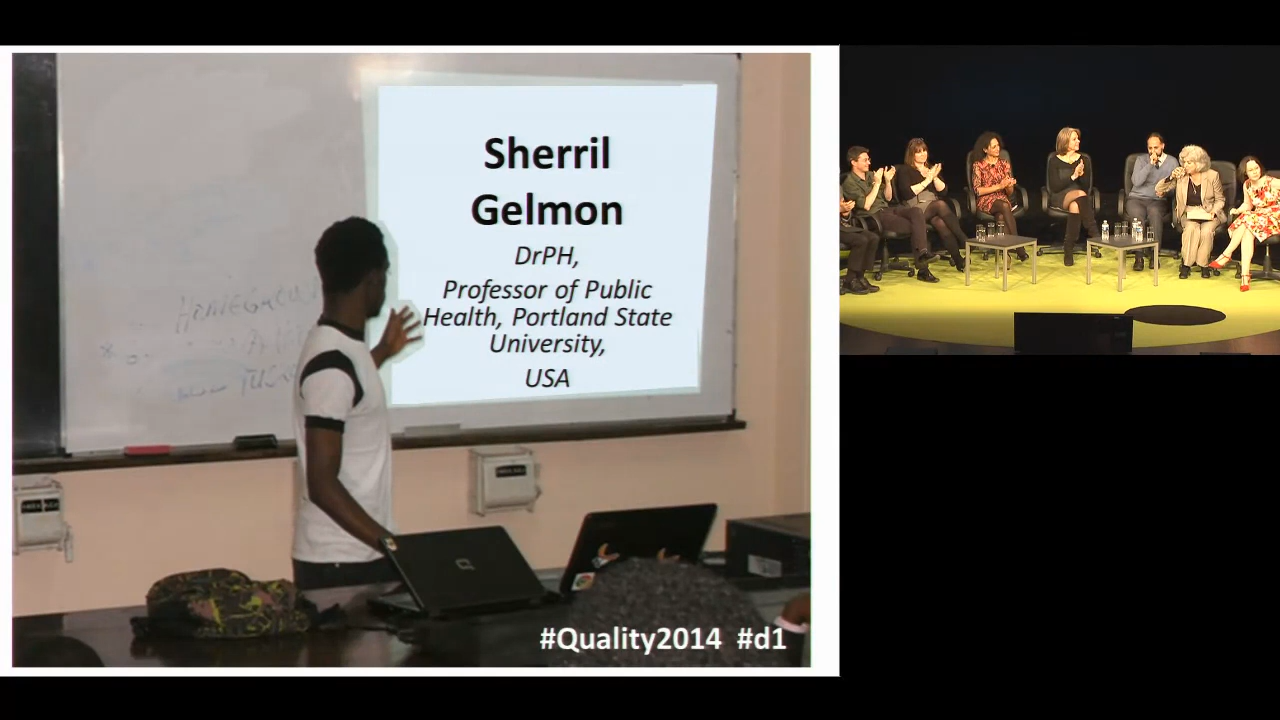 Sherril
Gelmon
DrPH,
Professor of Public
Health, Portland State
University,
USA
#Quality2014 #d1